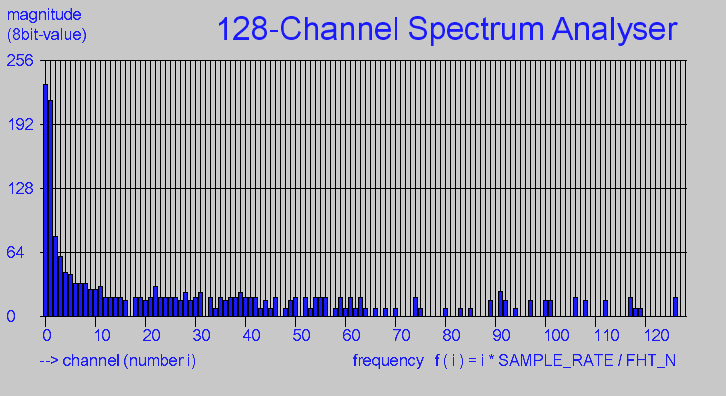 magnitude
(8bit-value)
128-Channel Spectrum Analyser
256
192
128
64
0
0 10 20 30 40 50 60 70 80 90 100 110 120
--> channel (number i)
frequency f ( i ) = i * SAMPLE_RATE / FHT_N